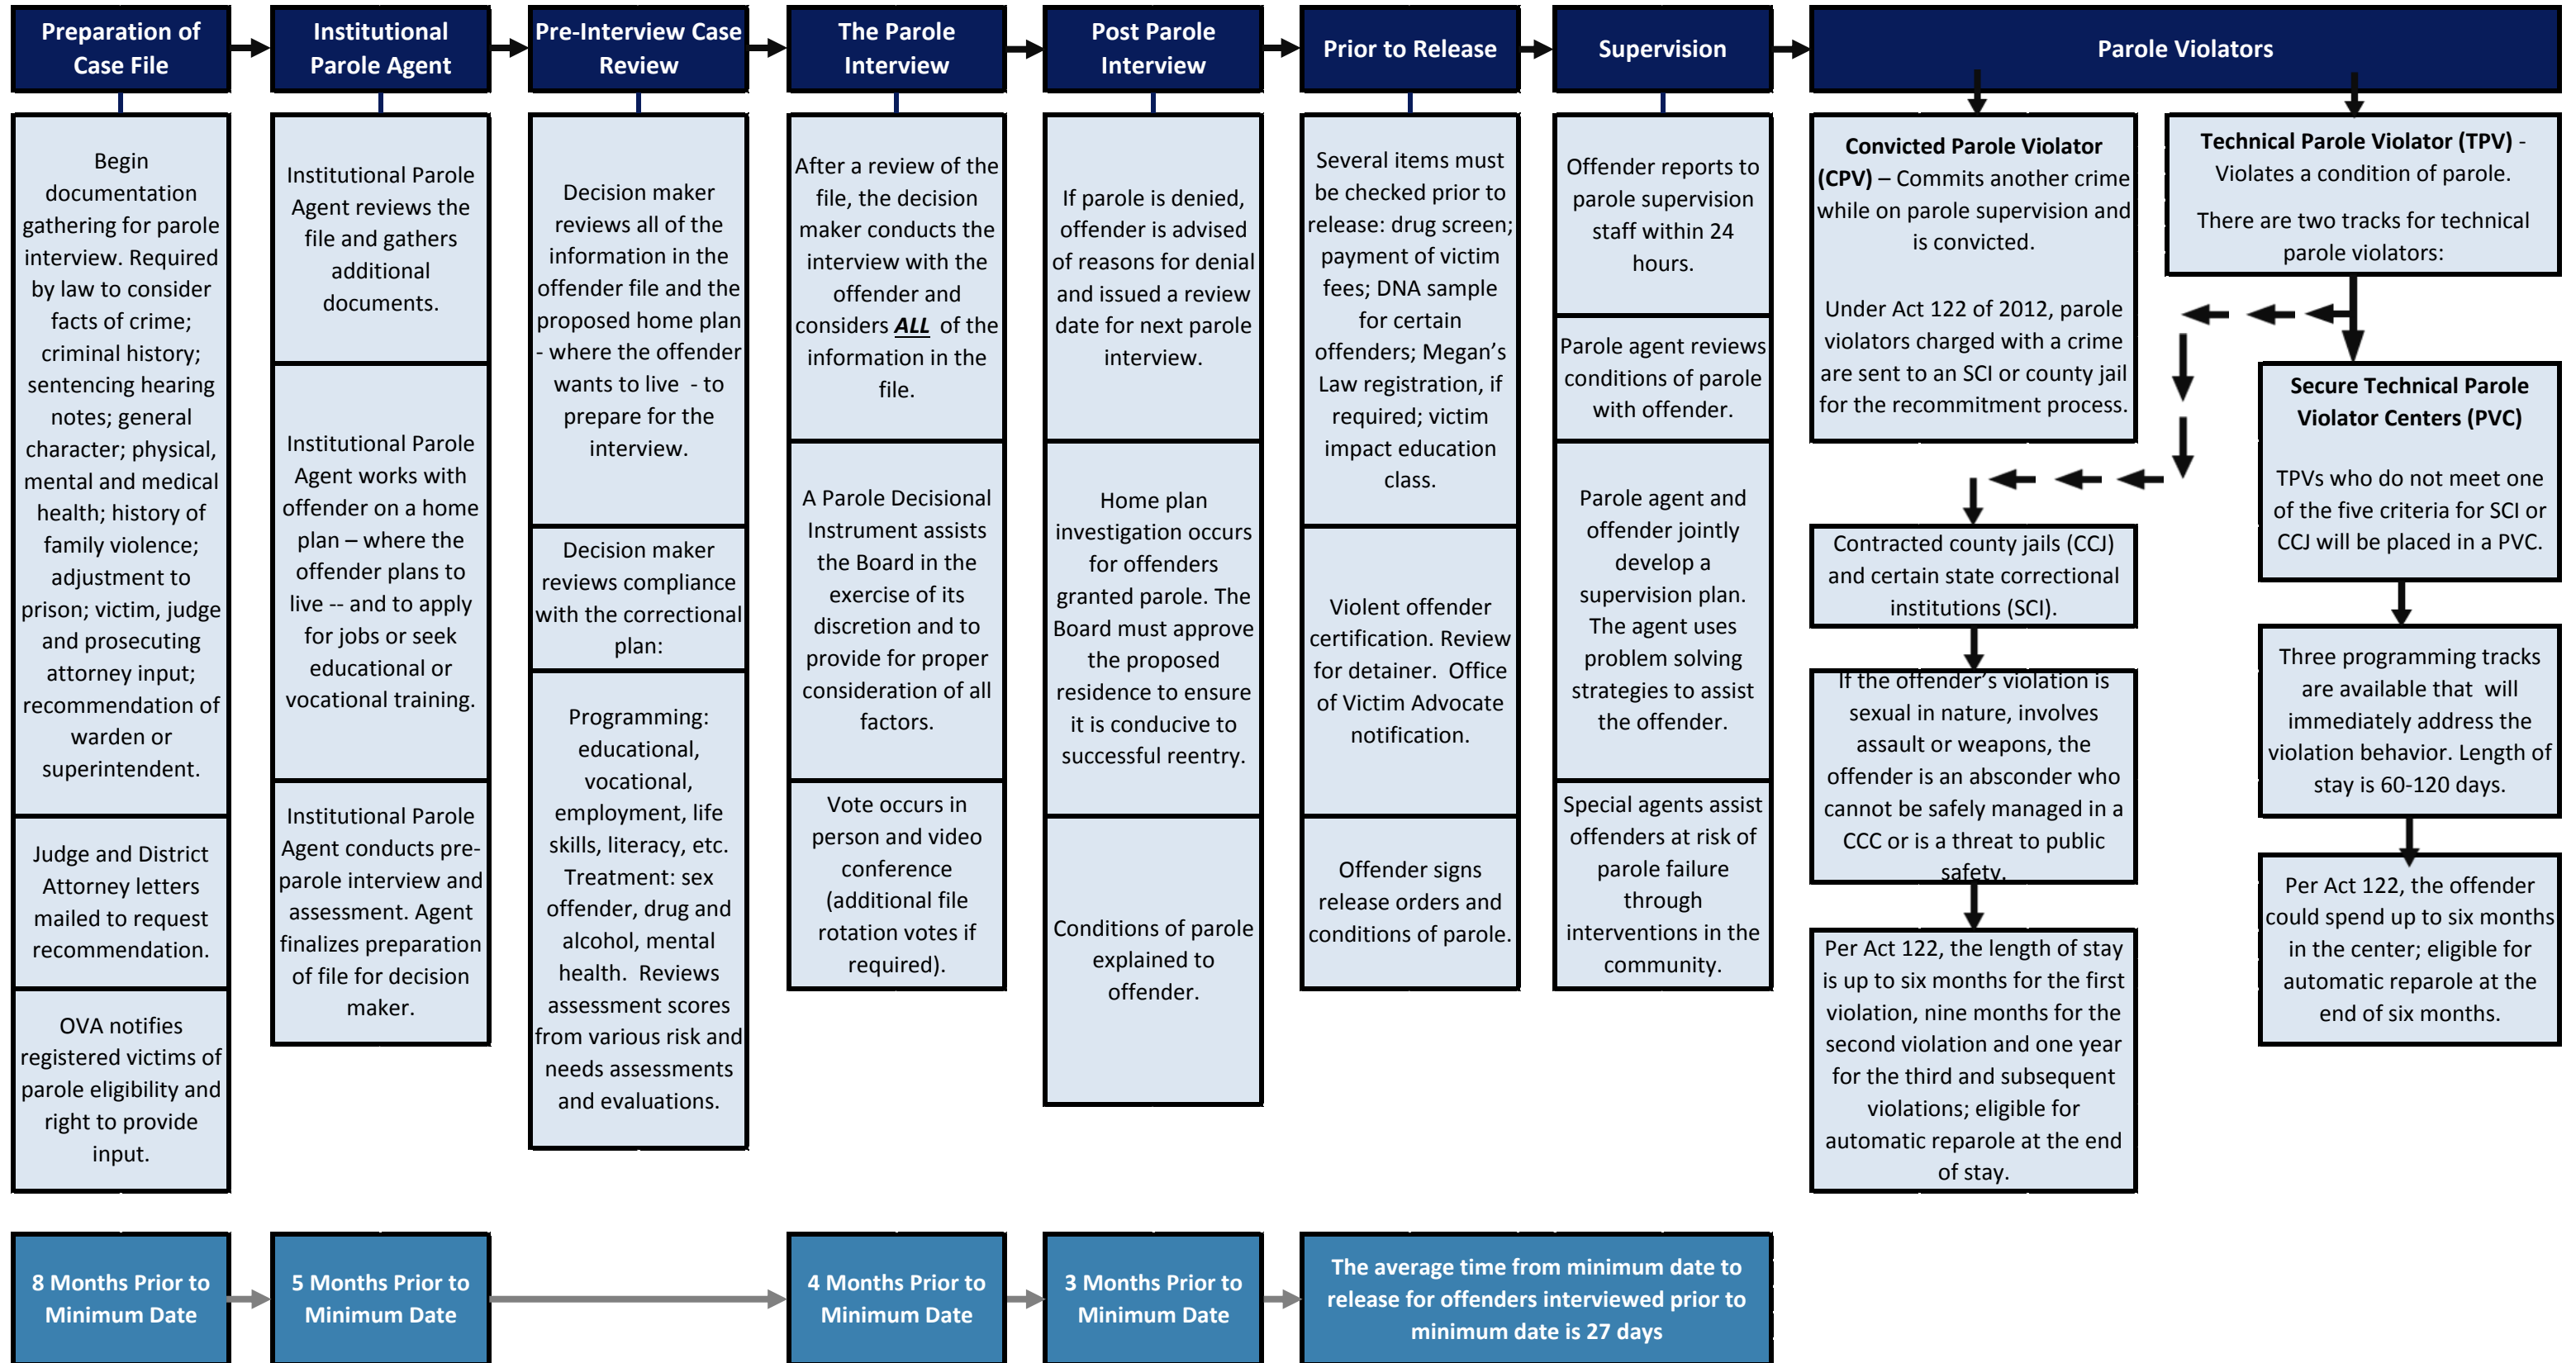 Preparation of
Case File
Institutional
Parole Agent
Pre-Interview Case
Review
The Parole
Interview
Post Parole
Interview
Prior to Release
Supervision
Parole Violators
Begin
documentation
gathering for parole
interview. Required
by law to consider
facts of crime;
criminal history;
sentencing hearing
notes; general
character; physical,
mental and medical
health; history of
family violence;
adjustment to
prison; victim, judge
and prosecuting
attorney input;
recommendation of
warden or
superintendent.
Judge and District
Attorney letters
mailed to request
recommendation.
OVA notifies
registered victims of
parole eligibility and
right to provide
input.
Institutional Parole
Agent reviews the
file and gathers
additional
documents.
Institutional Parole
Agent works with
offender on a home
plan – where the
offender plans to
live -- and to apply
for jobs or seek
educational or
vocational training.
Institutional Parole
Agent conducts pre-
parole interview and
assessment. Agent
finalizes preparation
of file for decision
maker.
Decision maker
reviews all of the
information in the
offender file and the
proposed home plan
- where the offender
wants to live - to
prepare for the
interview.
Decision maker
reviews compliance
with the correctional
plan:
Programming:
educational,
vocational,
employment, life
skills, literacy, etc.
Treatment: sex
offender, drug and
alcohol, mental
health. Reviews
assessment scores
from various risk and
needs assessments
and evaluations.
After a review of the
file, the decision
maker conducts the
interview with the
offender and
considers ALL of the
information in the
file.
A Parole Decisional
Instrument assists
the Board in the
exercise of its
discretion and to
provide for proper
consideration of all
factors.
Vote occurs in
person and video
conference
(additional file
rotation votes if
required).
If parole is denied,
offender is advised
of reasons for denial
and issued a review
date for next parole
interview.
Home plan
investigation occurs
for offenders
granted parole. The
Board must approve
the proposed
residence to ensure
it is conducive to
successful reentry.
Conditions of parole
explained to
offender.
Several items must
be checked prior to
release: drug screen;
payment of victim
fees; DNA sample
for certain
offenders; Megan's
Law registration, if
required; victim
impact education
class.
Violent offender
certification. Review
for detainer. Office
of Victim Advocate
notification.
Offender signs
release orders and
conditions of parole.
Offender reports to
parole supervision
staff within 24
hours.
Parole agent reviews
conditions of parole
with offender.
Parole agent and
offender jointly
develop a
supervision plan.
The agent uses
problem solving
strategies to assist
the offender.
Special agents assist
offenders at risk of
parole failure
through
interventions in the
community.
Convicted Parole Violator
(CPV) – Commits another crime
while on parole supervision and
is convicted.
Under Act 122 of 2012, parole
violators charged with a crime
are sent to an SCI or county jail
for the recommitment process.
Technical Parole Violator (TPV) -
Violates a condition of parole.
There are two tracks for technical
parole violators:
Contracted county jails (CCJ)
and certain state correctional
institutions (SCI).
If the offender's violation is
sexual in nature, involves
assault or weapons, the
offender is an absconder who
cannot be safely managed in a
CCC or is a threat to public
safety.
Per Act 122, the length of stay
is up to six months for the first
violation, nine months for the
second violation and one year
for the third and subsequent
violations; eligible for
automatic reparole at the end
of stay.
Secure Technical Parole
Violator Centers (PVC)
TPVs who do not meet one
of the five criteria for SCI or
CCJ will be placed in a PVC.
Three programming tracks
are available that will
immediately address the
violation behavior. Length of
stay is 60-120 days.
Per Act 122, the offender
could spend up to six months
in the center; eligible for
automatic reparole at the
end of six months.
8 Months Prior to
Minimum Date
5 Months Prior to
Minimum Date
4 Months Prior to
Minimum Date
3 Months Prior to
Minimum Date
The average time from minimum date to
release for offenders interviewed prior to
minimum date is 27 days